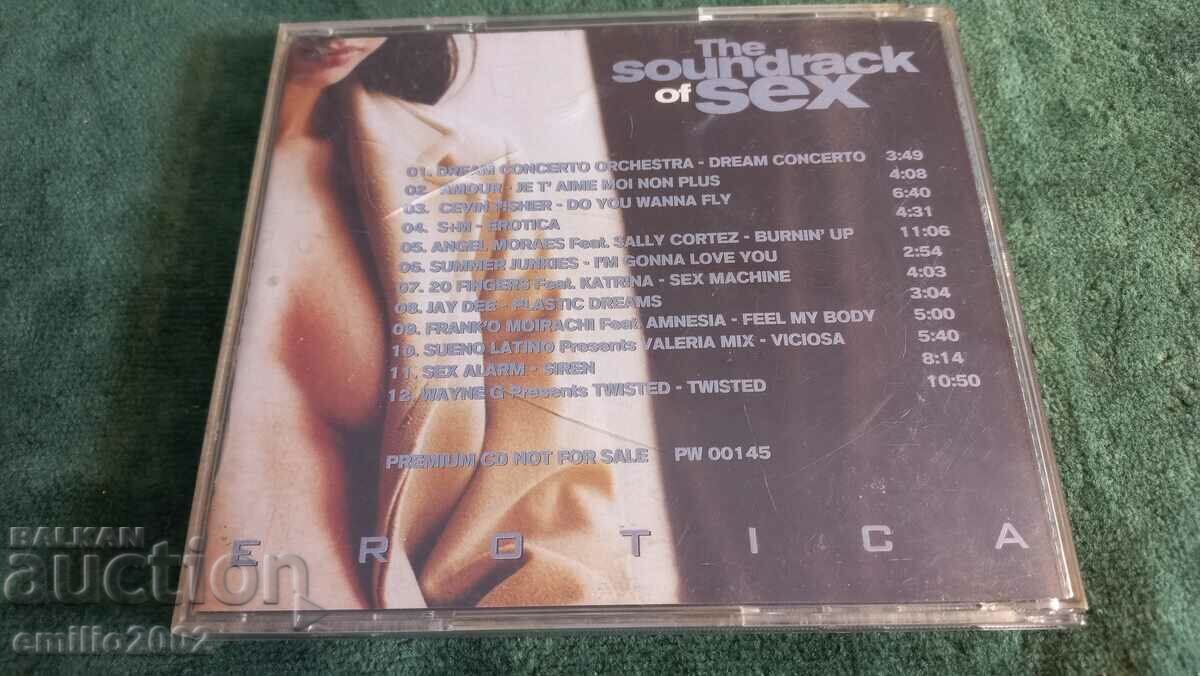 The
soundrack
of sex
01. DREAM CONCERTO ORCHESTRA - DREAM CONCERTO 3:49
02. AMOUR - JE T' AIME MOI NON PLUS 4:08
03. CEVIN FISHER - DO YOU WANNA FLY 6:40
04. S+M - EROTICA 4:31
05. ANGEL MORAES Feat. SALLY CORTEZ - BURNIN' UP 11:06
06. SUMMER JUNKIES - I'M GONNA LOVE YOU 2:54
07. 20 FINGERS Feat. KATRINA - SEX MACHINE 4:03
08. JAY DEE - PLASTIC DREAMS 3:04
09. FRANK'O MOIRACHI Feat. AMNESIA - FEEL MY BODY 5:00
10. SUENO LATINO Presents VALERIA MIX - VICIOSA 5:40
11. SEX ALARM - SIREN 8:14
12. WAYNE G Presents TWISTED - TWISTED 10:50
PREMIUM CD NOT FOR SALE PW 00145
EROTICA
BALKAN
auction
emilio2002